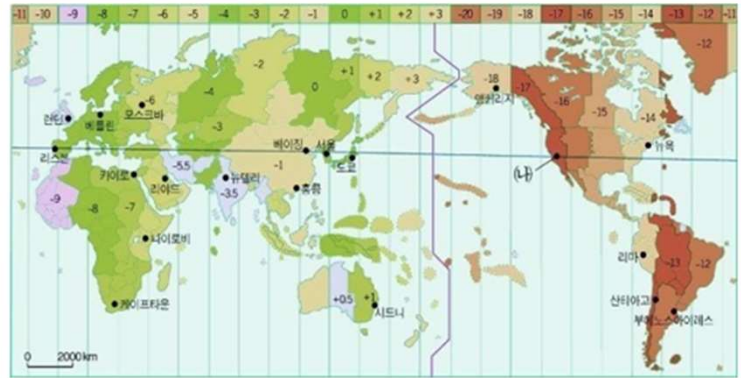 -11 -10 -9 -8 -7 -6 -5 -4 -3 -2 -1 0 +1 +2 +3 -20 -19 -18 -17 -16 -15 -14 -13 -12 -11
-12
-2
+1
+2
+3
-18
-17
-4
0
-6
-16
-15
-14
앵커리지
런던
베를린
모스크바
-3
뉴욕
베이징
서울
리스본
도쿄
-5.5
-1
(나)
카이로
리야드
뉴델리
-3.5
홍콩
-9
-8
-7
나이로비
리마
-13
-12
+0.5
+1
산티아고
케이프타운
시드니
부에노스아이레스
0 2000km